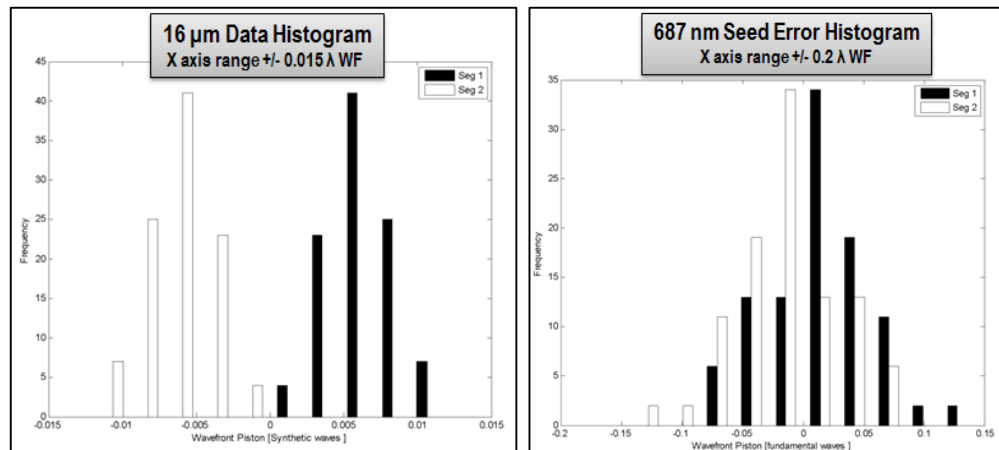 16 µm Data Histogram
X axis range +/- 0.015 λ WF
45
40
35
30
25
20
15
10
5
0
Frequency
-0.015
-0.01
-0.005
0
0.005
0.01
0.015
Wavefront Piston [Synthetic waves ]
Seg 1
Seg 2
687 nm Seed Error Histogram
X axis range +/- 0.2 λ WF
35
30
25
20
15
10
5
0
Frequency
-0.2
-0.1
-0.05
0
0.05
0.1
0.15
Wavefront Piston [fundamental waves ]
Seg 1
Seg 2